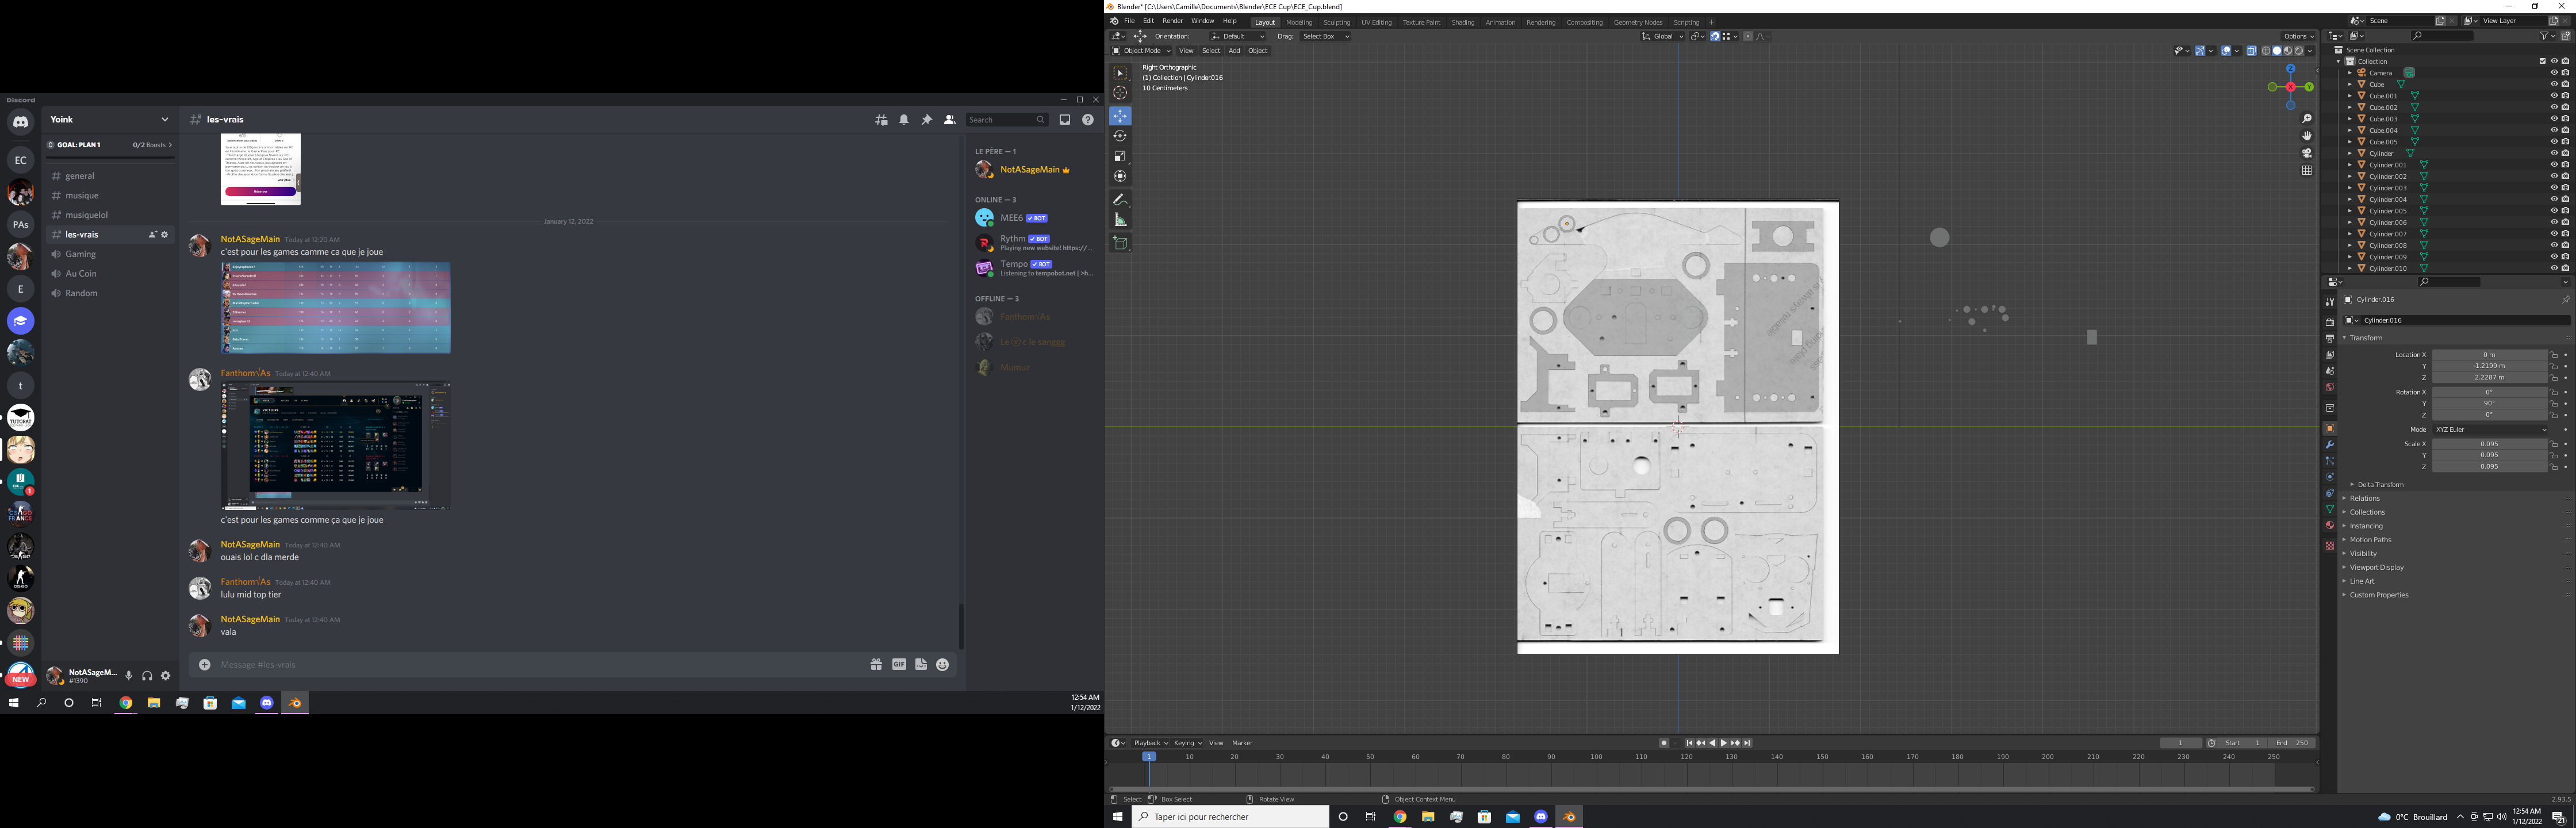 Discord
Yoink
GOAL: PLAN 1
0/2 Boosts
general
musique
musiquelol
les-vrais
Gaming
Au Coin
Random
EC
PAs
E
t
TUTORAT
1
NEW
NotASageM...
#1390
les-vrais
Search
January 12, 2022
NotASageMain Today at 12:20 AM
c'est pour les games camme ca que je joue
Fanthom√As Today at 12:40 AM
c'est pour les games comme ça que je joue
NotASageMain Today at 12:40 AM
ouais lol c dla merde
Fanthom√As Today at 12:40 AM
lulu mid top tier
NotASageMain Today at 12:40 AM
vala
Message #les-vrais
GIF
LE PÈRE — 1
NotASageMain
ONLINE — 3
MEE6 ✓ BOT
Rythm ✓ BOT
Playing new website! https://...
Tempo ✓ BOT
Listening to tempobot.net | >h...
OFFLINE — 3
Fanthom√As
12:54 AM
1/12/2022
Blender* [C:\Users\Camille\Documents\Blender\ECE Cup\ECE_Cup.blend]
File Edit Render Window Help
Layout Modeling Sculpting UV Editing Texture Paint Shading Animation Rendering Compositing Geometry Nodes Scripting +
Scene
View Layer
Orientation: Default Drag: Select Box
Global
Options
Object Mode View Select Add Object
Right Orthographic
(1) Collection | Cylinder.016
10 Centimeters
Z
X
Y
Scene Collection
Collection
Camera
Cube
Cube.001
Cube.002
Cube.003
Cube.004
Cube.005
Cylinder
Cylinder.001
Cylinder.002
Cylinder.003
Cylinder.004
Cylinder.005
Cylinder.006
Cylinder.007
Cylinder.008
Cylinder.009
Cylinder.010
Cylinder.016
Cylinder.016
Transform
Location X 0 m
Y -1.2199 m
Z 2.2287 m
Rotation X 0°
Y 90°
Z 0°
Mode XYZ Euler
Scale X 0.095
Y 0.095
Z 0.095
Delta Transform
Relations
Collections
Instancing
Motion Paths
Visibility
Viewport Display
Line Art
Custom Properties
Playback Keying View Marker
1 Start 1 End 250
1 10 20 30 40 50 60 70 80 90 100 110 120 130 140 150 160 170 180 190 200 210 220 230 240 250
Select Box Select Rotate View Object Context Menu
2.93.5
Taper ici pour rechercher
0°C Brouillard
12:54 AM
1/12/2022
21